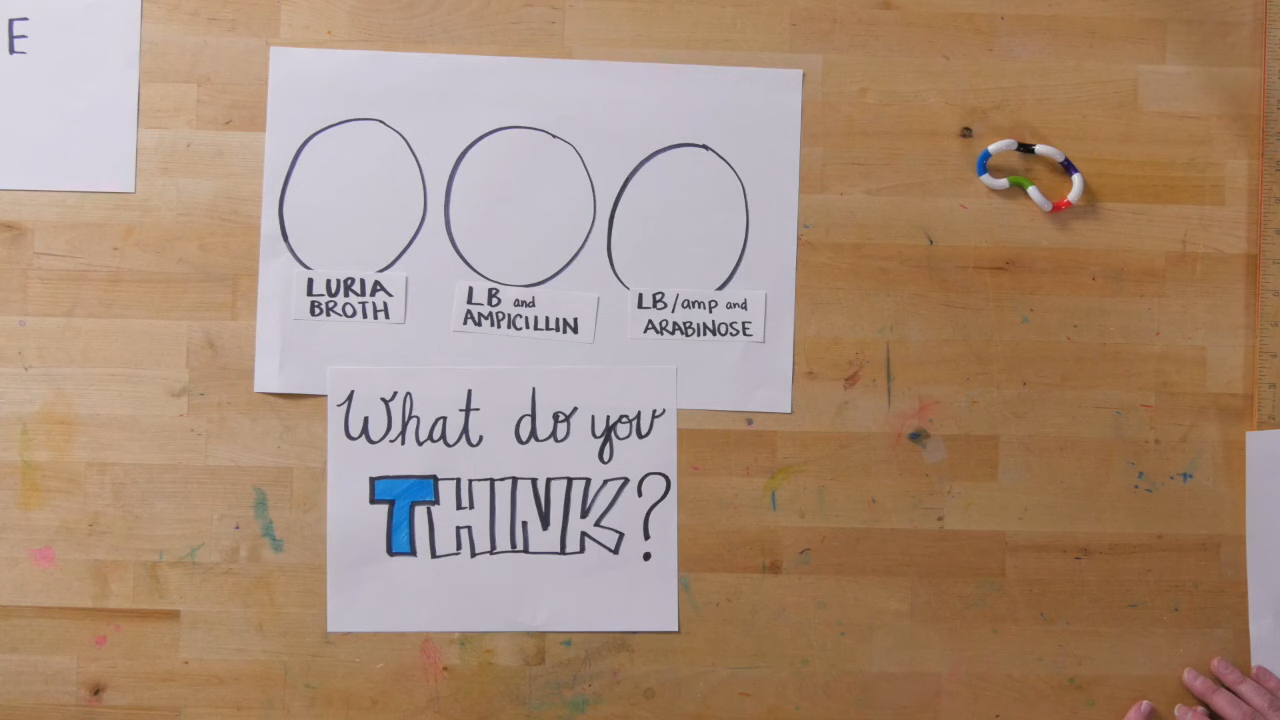 E
LURIA
BROTH
LB and
AMPICILLIN
LB/amp and
ARABINOSE
What do you
THINK?